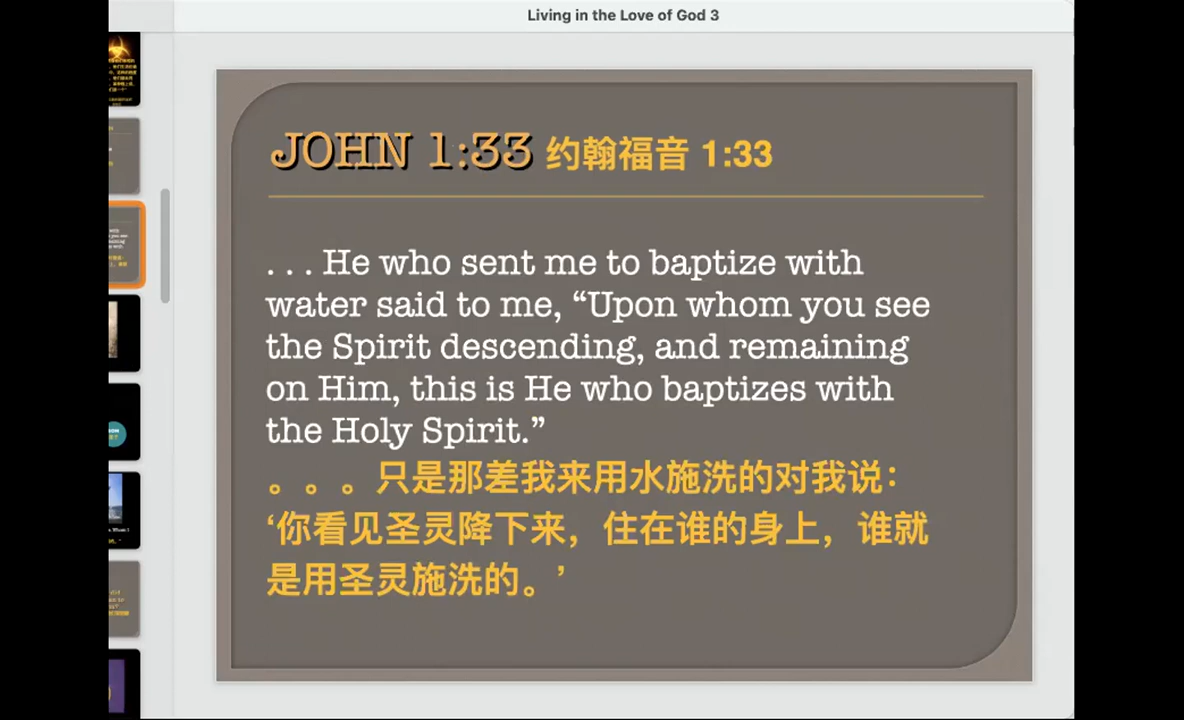 Living in the Love of God 3
JOHN 1:33 约翰福音 1:33
. . . He who sent me to baptize with
water said to me, “Upon whom you see
the Spirit descending, and remaining
on Him, this is He who baptizes with
the Holy Spirit.”
。。。只是那差我来用水施洗的对我说：
‘你看见圣灵降下来，住在谁的身上，谁就
是用圣灵施洗的。’